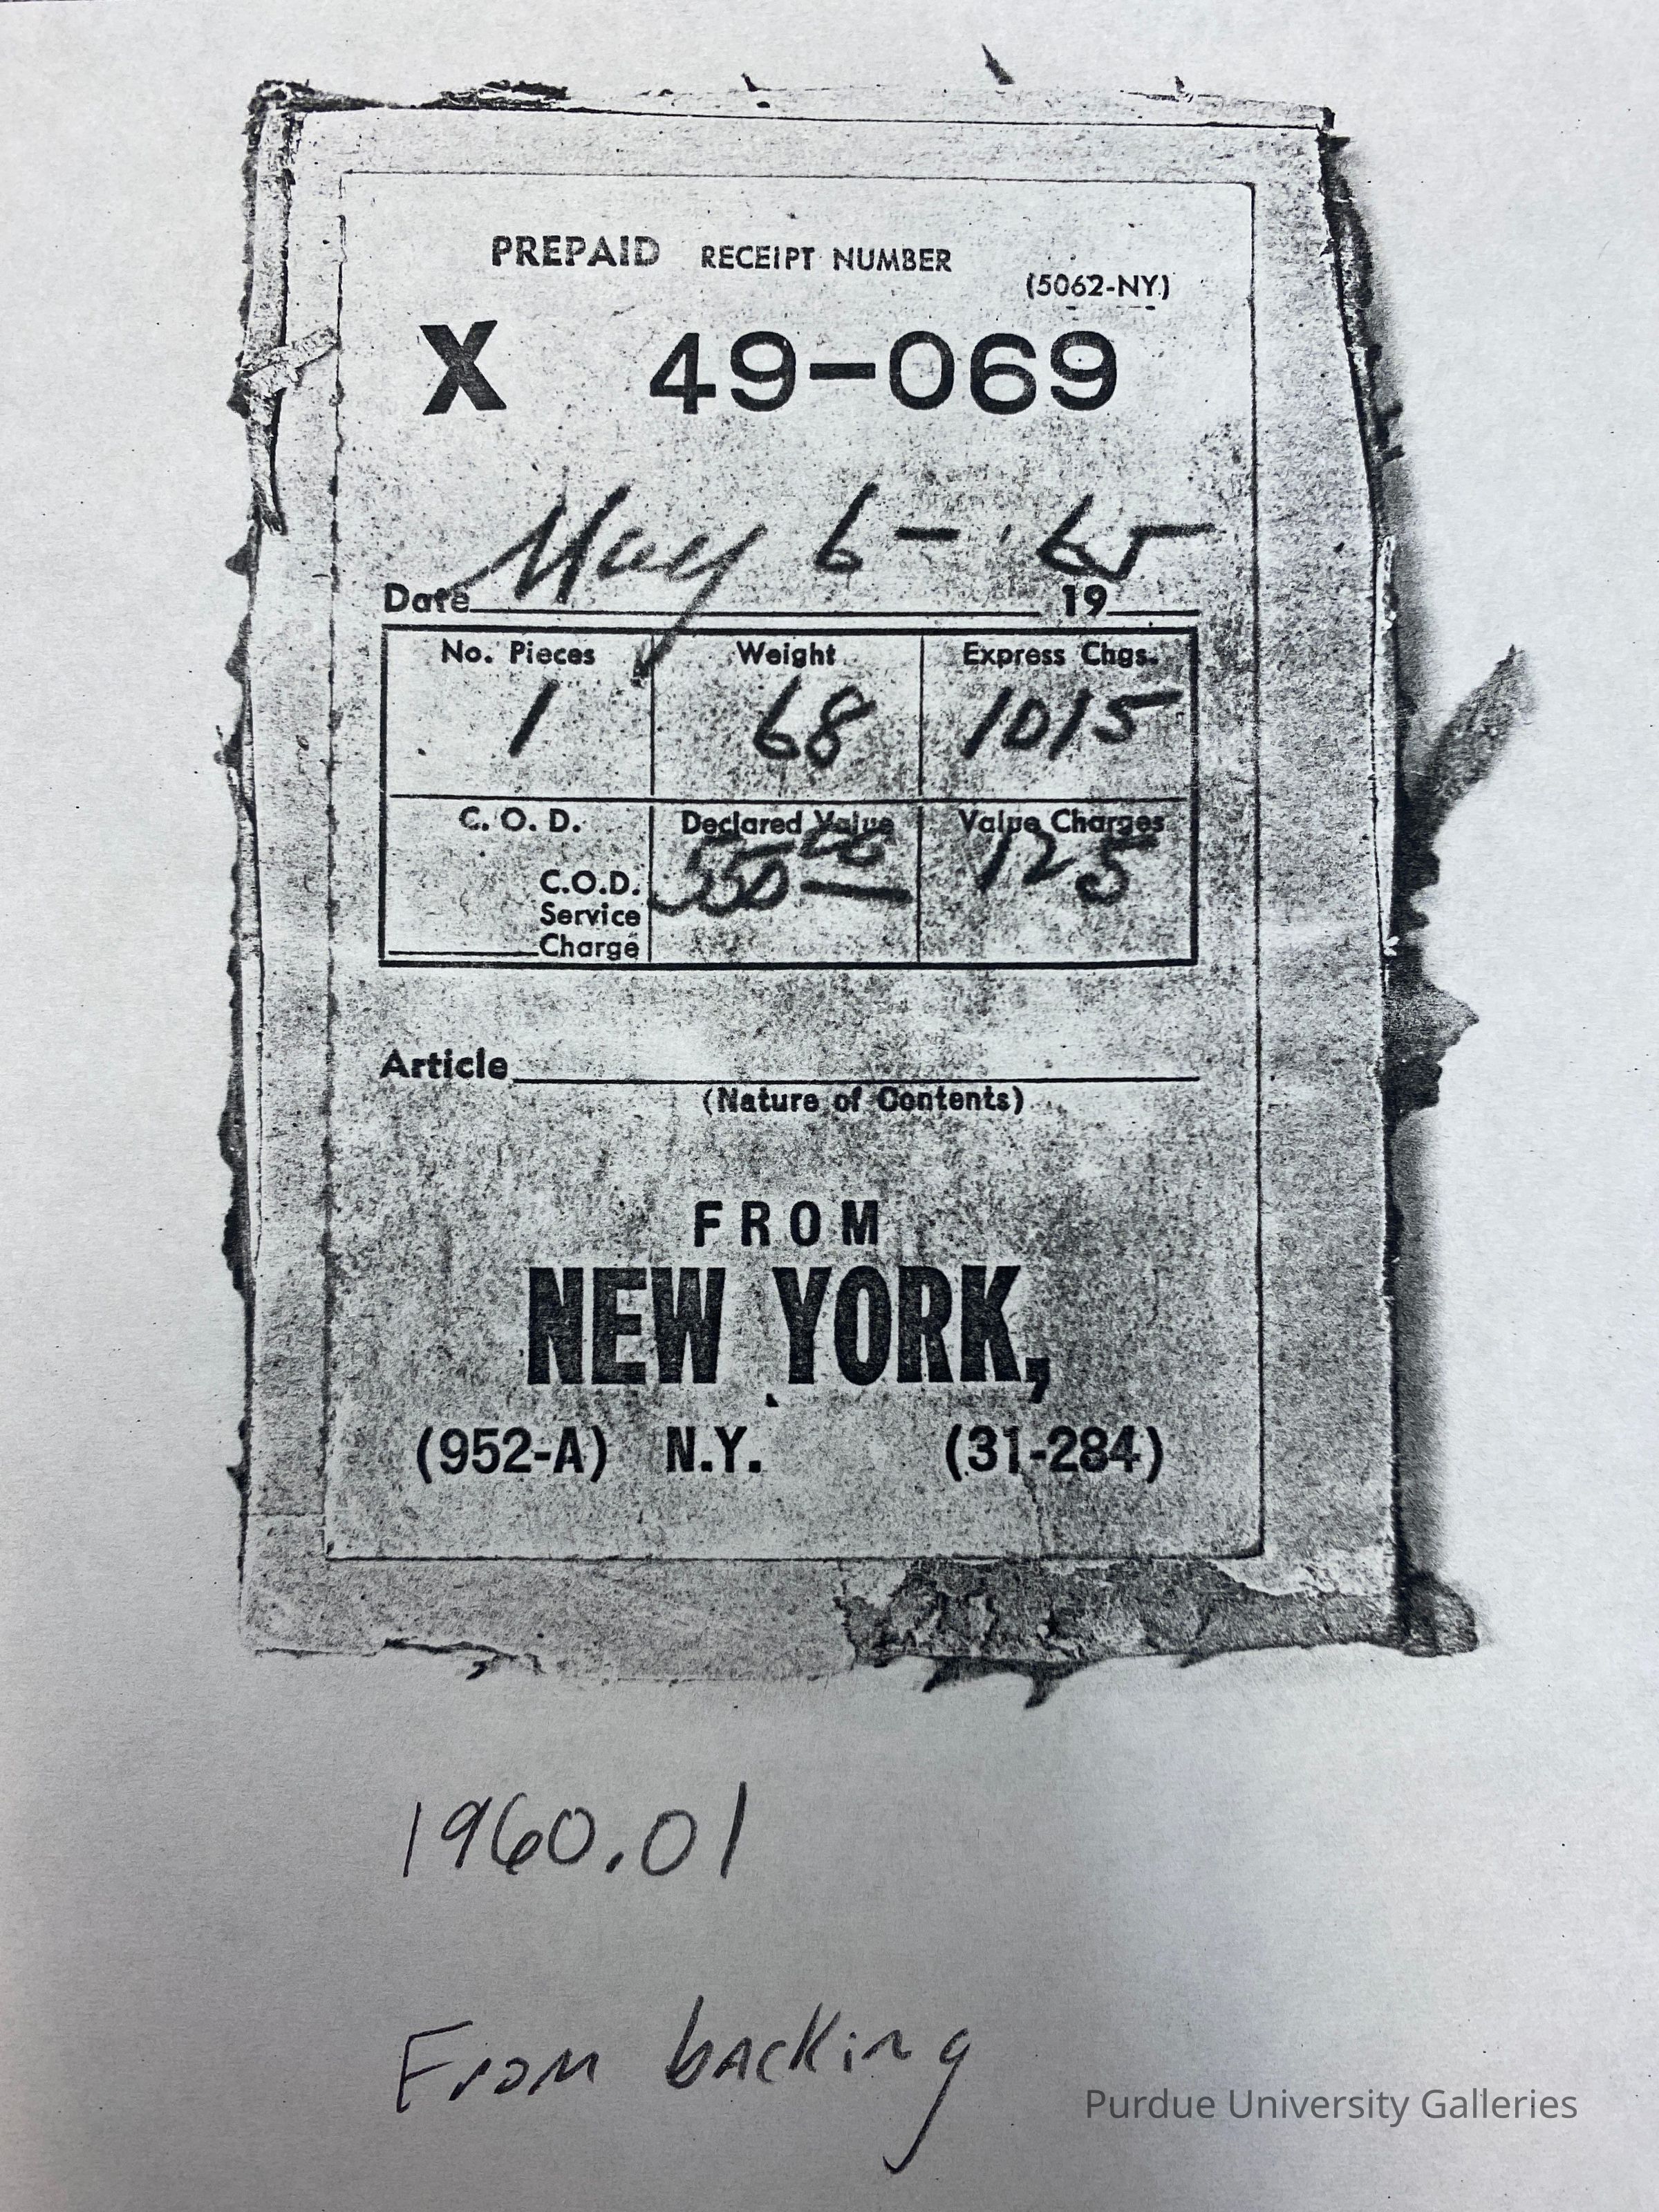 PREPAID RECEIPT NUMBER
(5062-NY)
X 49-069
Date May 6- 1965
No. Pieces Weight Express Chgs.
1 68 1015
C. O. D. Declared Value Value Charges
550 00 125
C.O.D.
Service
Charge
Article
(Nature of Contents)
FROM
NEW YORK,
(952-A) N.Y. (31-284)
1960.01
From backing
Purdue University Galleries